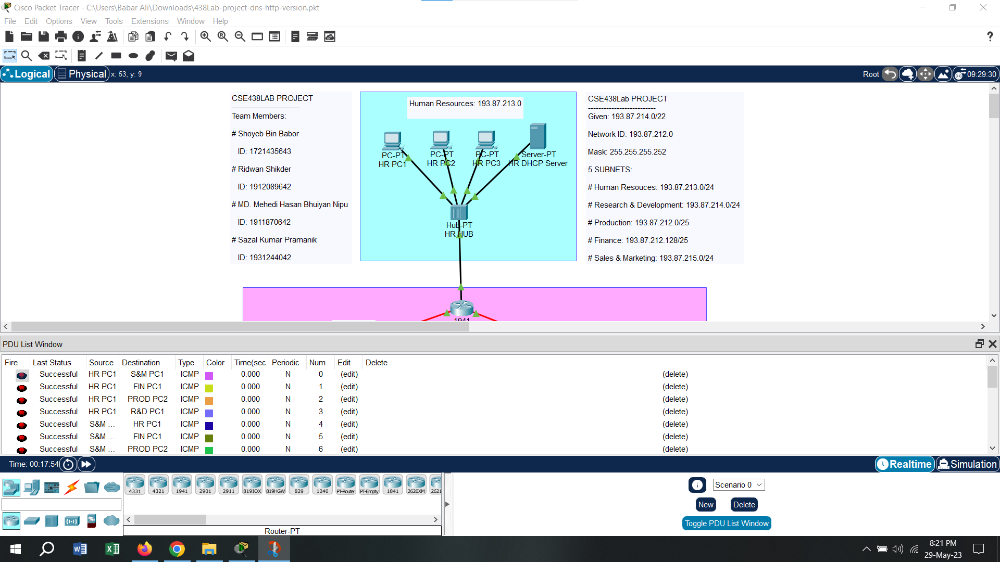 Cisco Packet Tracer - C:\Users\Babar Ali\Downloads\438Lab-project-dns-http-version.pkt
File Edit Options View Tools Extensions Window Help
?
Logical Physical x: 53, y: 9 Root 09:29:30
CSE438LAB PROJECT
--------------------------
Team Members:
# Shoyeb Bin Babor
ID: 1721435643
# Ridwan Shikder
ID: 1912089642
# MD. Mehedi Hasan Bhuiyan Nipu
ID: 1911870642
# Sazal Kumar Pramanik
ID: 1931244042
Human Resources: 193.87.213.0
PC-PT
HR PC1
PC-PT
HR PC2
PC-PT
HR PC3
Server-PT
HR DHCP Server
Hub-PT
HR HUB
1941
CSE438Lab PROJECT
--------------------------
Given: 193.87.214.0/22
Network ID: 193.87.212.0
Mask: 255.255.255.252
5 SUBNETS:
# Human Resouces: 193.87.213.0/24
# Research & Development: 193.87.214.0/24
# Production: 193.87.212.0/25
# Finance: 193.87.212.128/25
# Sales & Marketing: 193.87.215.0/24
PDU List Window
Fire Last Status Source Destination Type Color Time(sec Periodic Num Edit Delete
Successful HR PC1 S&M PC1 ICMP 0.000 N 0 (edit) (delete)
Successful HR PC1 FIN PC1 ICMP 0.000 N 1 (edit) (delete)
Successful HR PC1 PROD PC2 ICMP 0.000 N 2 (edit) (delete)
Successful HR PC1 R&D PC1 ICMP 0.000 N 3 (edit) (delete)
Successful S&M ... HR PC1 ICMP 0.000 N 4 (edit) (delete)
Successful S&M ... FIN PC1 ICMP 0.000 N 5 (edit) (delete)
Successful S&M ... PROD PC2 ICMP 0.000 N 6 (edit) (delete)
Time: 00:17:54 Realtime Simulation
4331 4321 1941 2901 2911 819IOX 819HGW 829 1240 PT-Router PT-Empty 1841 2620XM 2621
Router-PT
Scenario 0
New Delete
Toggle PDU List Window
8:21 PM
29-May-23